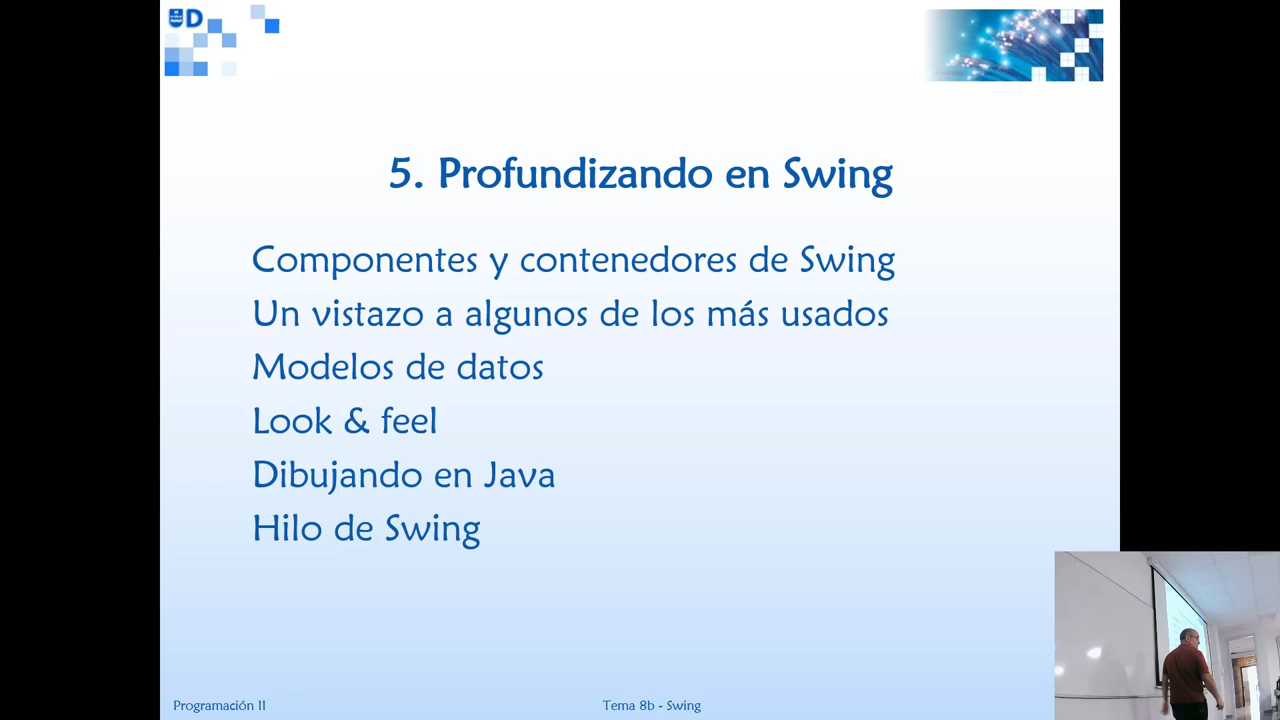 D
5. Profundizando en Swing
Componentes y contenedores de Swing
Un vistazo a algunos de los más usados
Modelos de datos
Look & feel
Dibujando en Java
Hilo de Swing
Programación II
Tema 8b - Swing